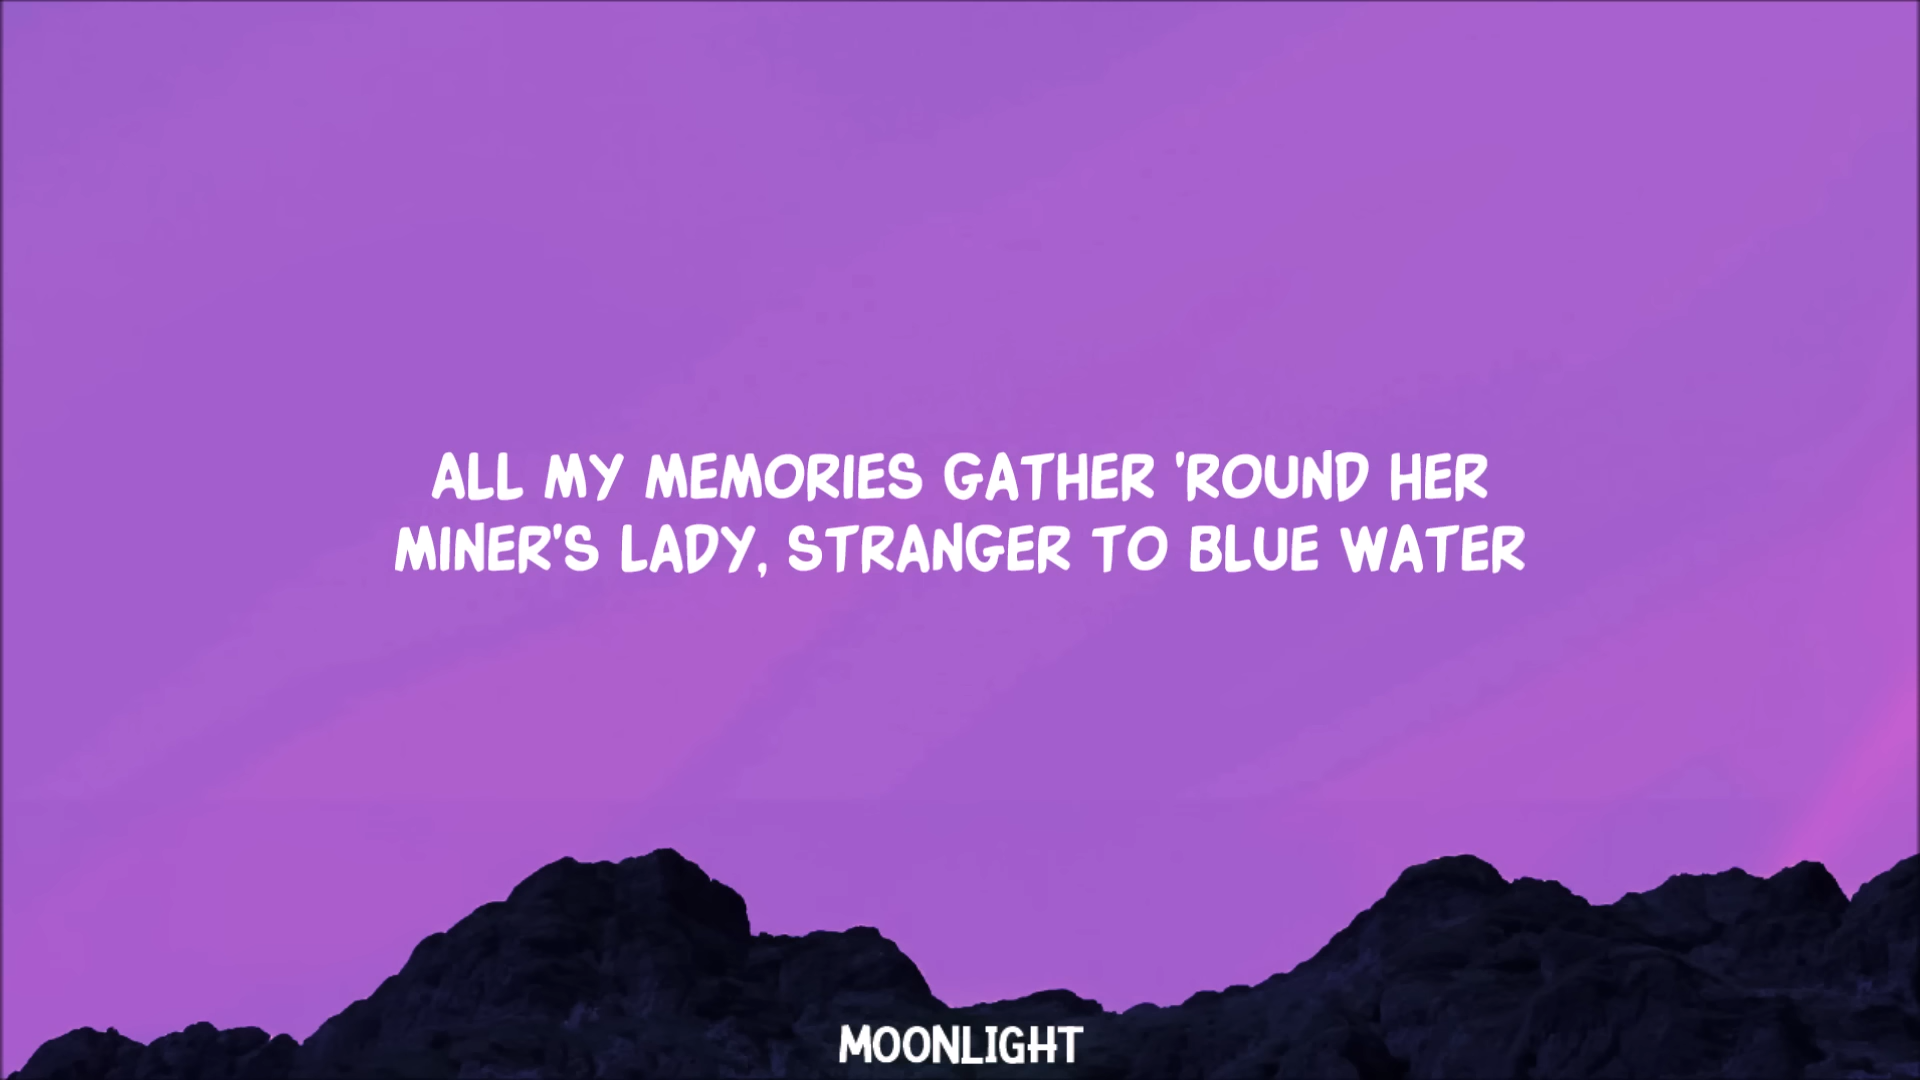 ALL MY MEMORIES GATHER 'ROUND HER
MINER'S LADY, STRANGER TO BLUE WATER
MOONLIGHT